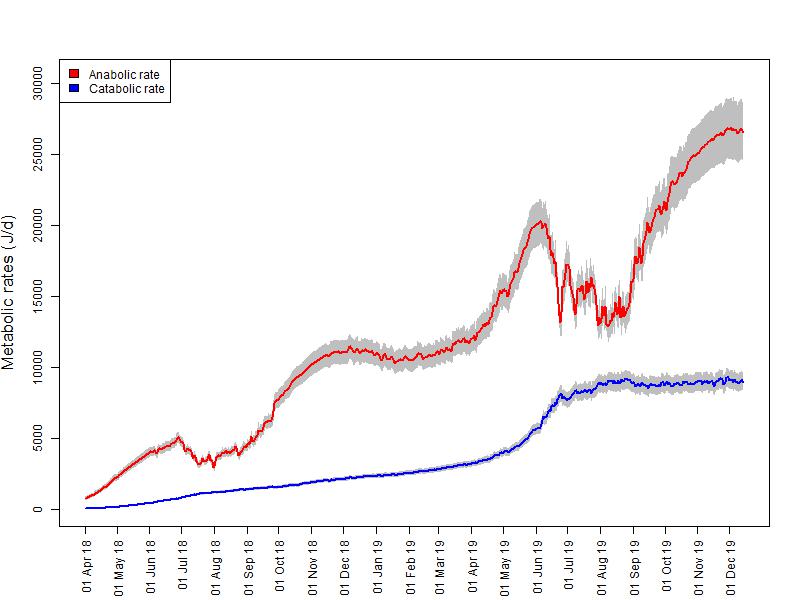 Anabolic rate
Catabolic rate
Metabolic rates (J/d)
30000
25000
20000
15000
10000
5000
0
01 Apr 18
01 May 18
01 Jun 18
01 Jul 18
01 Aug 18
01 Sep 18
01 Oct 18
01 Nov 18
01 Dec 18
01 Jan 19
01 Feb 19
01 Mar 19
01 Apr 19
01 May 19
01 Jun 19
01 Jul 19
01 Aug 19
01 Sep 19
01 Oct 19
01 Nov 19
01 Dec 19